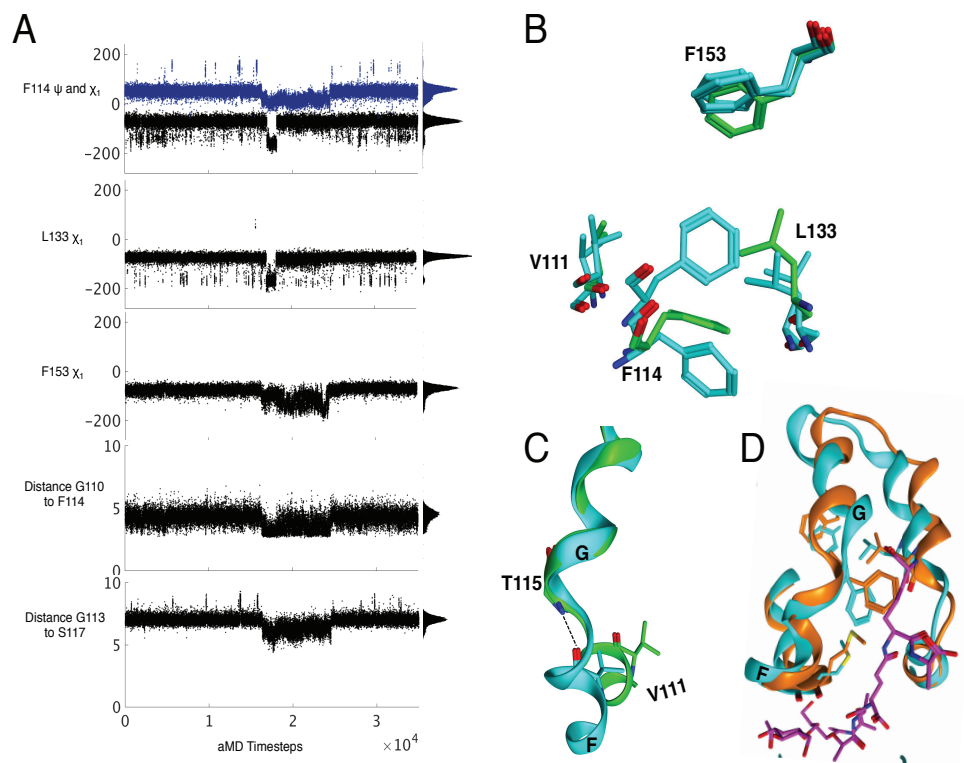 A
F114 ψ and χ1
200
0
−200
L133 χ1
200
0
−200
F153 χ1
200
0
−200
Distance G110
to F114
10
5
0
Distance G113
to S117
10
5
0
0
1
2
3
aMD Timesteps
×10⁴
B
F153
V111
L133
F114
C
G
T115
V111
F
D
G
F